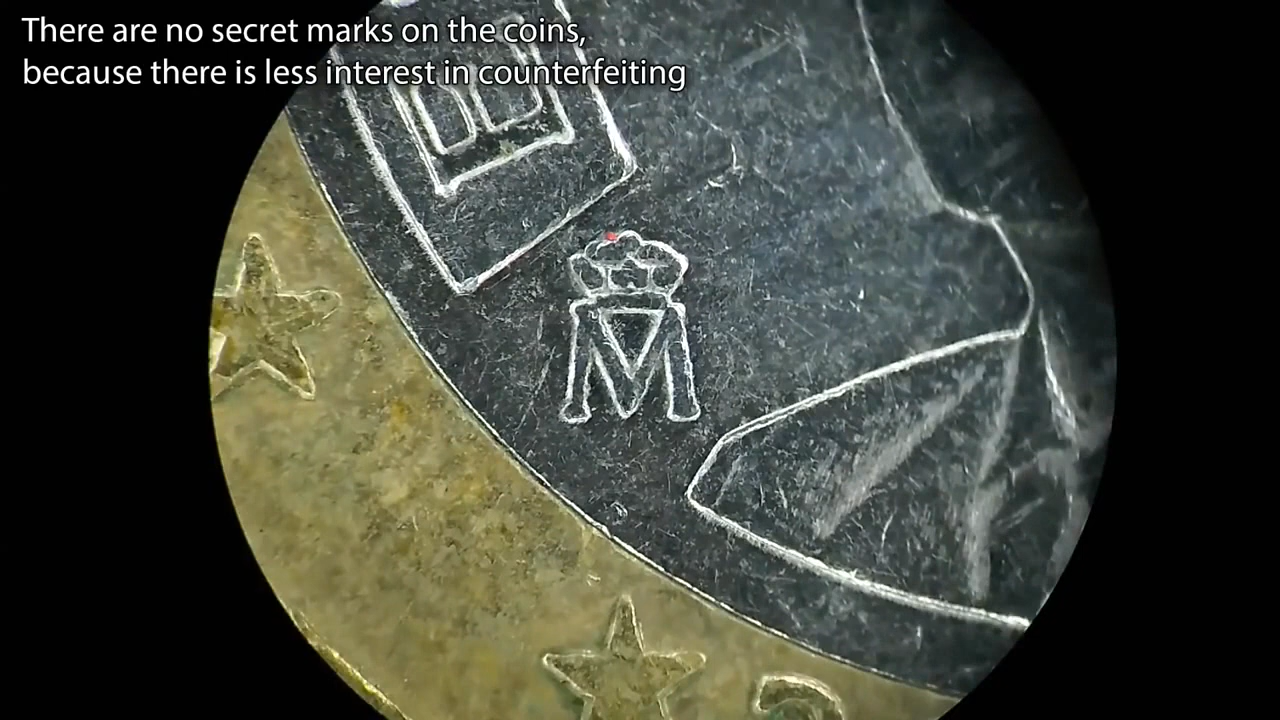 There are no secret marks on the coins,
because there is less interest in counterfeiting
M